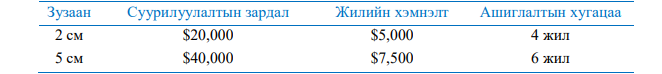 Зузаан Суурилуулалтын зардал Жилийн хэмнэлт Ашиглалтын хугацаа
2 см $20,000 $5,000 4 жил
5 см $40,000 $7,500 6 жил